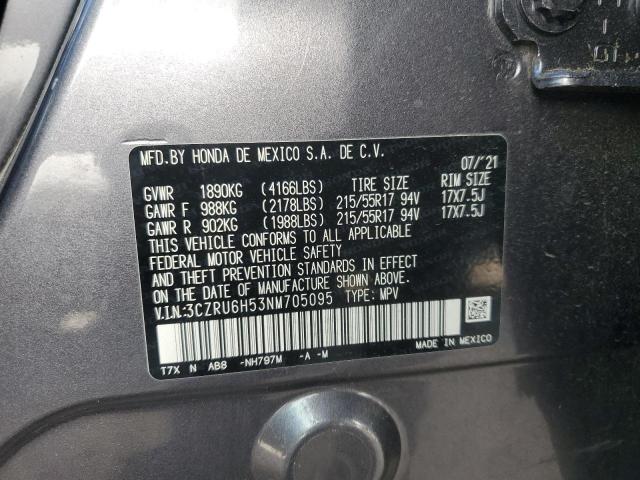 MFD.BY HONDA DE MEXICO S.A. DE C.V. 07/'21
GVWR 1890KG (4166LBS) TIRE SIZE RIM SIZE
GAWR F 988KG (2178LBS) 215/55R17 94V 17X7.5J
GAWR R 902KG (1988LBS) 215/55R17 94V 17X7.5J
THIS VEHICLE CONFORMS TO ALL APPLICABLE
FEDERAL MOTOR VEHICLE SAFETY
AND THEFT PREVENTION STANDARDS IN EFFECT
ON THE DATE OF MANUFACTURE SHOWN ABOVE.
V.I.N:3CZRU6H53NM705095 TYPE: MPV
T7X N AB8 -NH797M -A -M MADE IN MEXICO